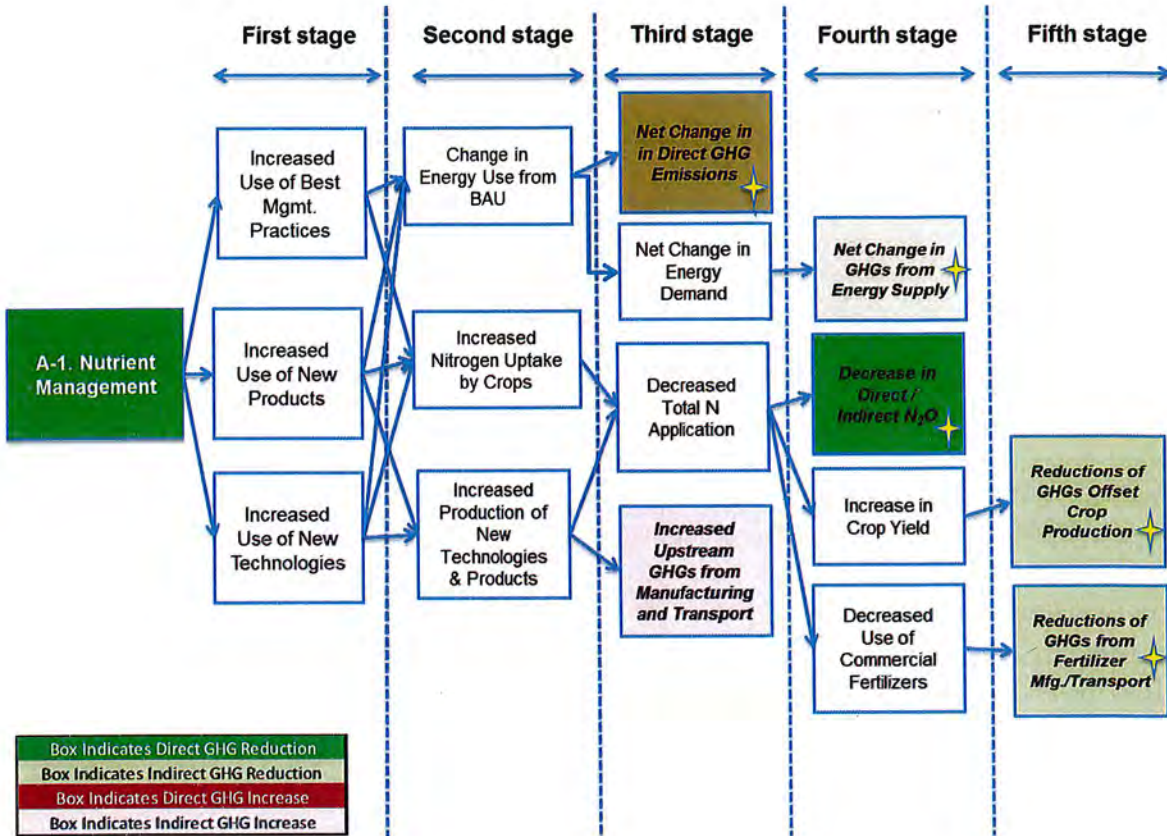 First stage
Second stage
Third stage
Fourth stage
Fifth stage
A-1. Nutrient
Management
Increased
Use of Best
Mgmt.
Practices
Increased
Use of New
Products
Increased
Use of New
Technologies
Change in
Energy Use from
BAU
Increased
Nitrogen Uptake
by Crops
Increased
Production of
New
Technologies
& Products
Net Change in
in Direct GHG
Emissions
Net Change in
Energy
Demand
Decreased
Total N
Application
Increased
Upstream
GHGs from
Manufacturing
and Transport
Net Change in
GHGs from
Energy Supply
Decrease in
Direct /
Indirect N₂O
Increase in
Crop Yield
Decreased
Use of
Commercial
Fertilizers
Reductions of
GHGs Offset
Crop
Production
Reductions of
GHGs from
Fertilizer
Mfg./Transport
Box Indicates Direct GHG Reduction
Box Indicates Indirect GHG Reduction
Box Indicates Direct GHG Increase
Box Indicates Indirect GHG Increase